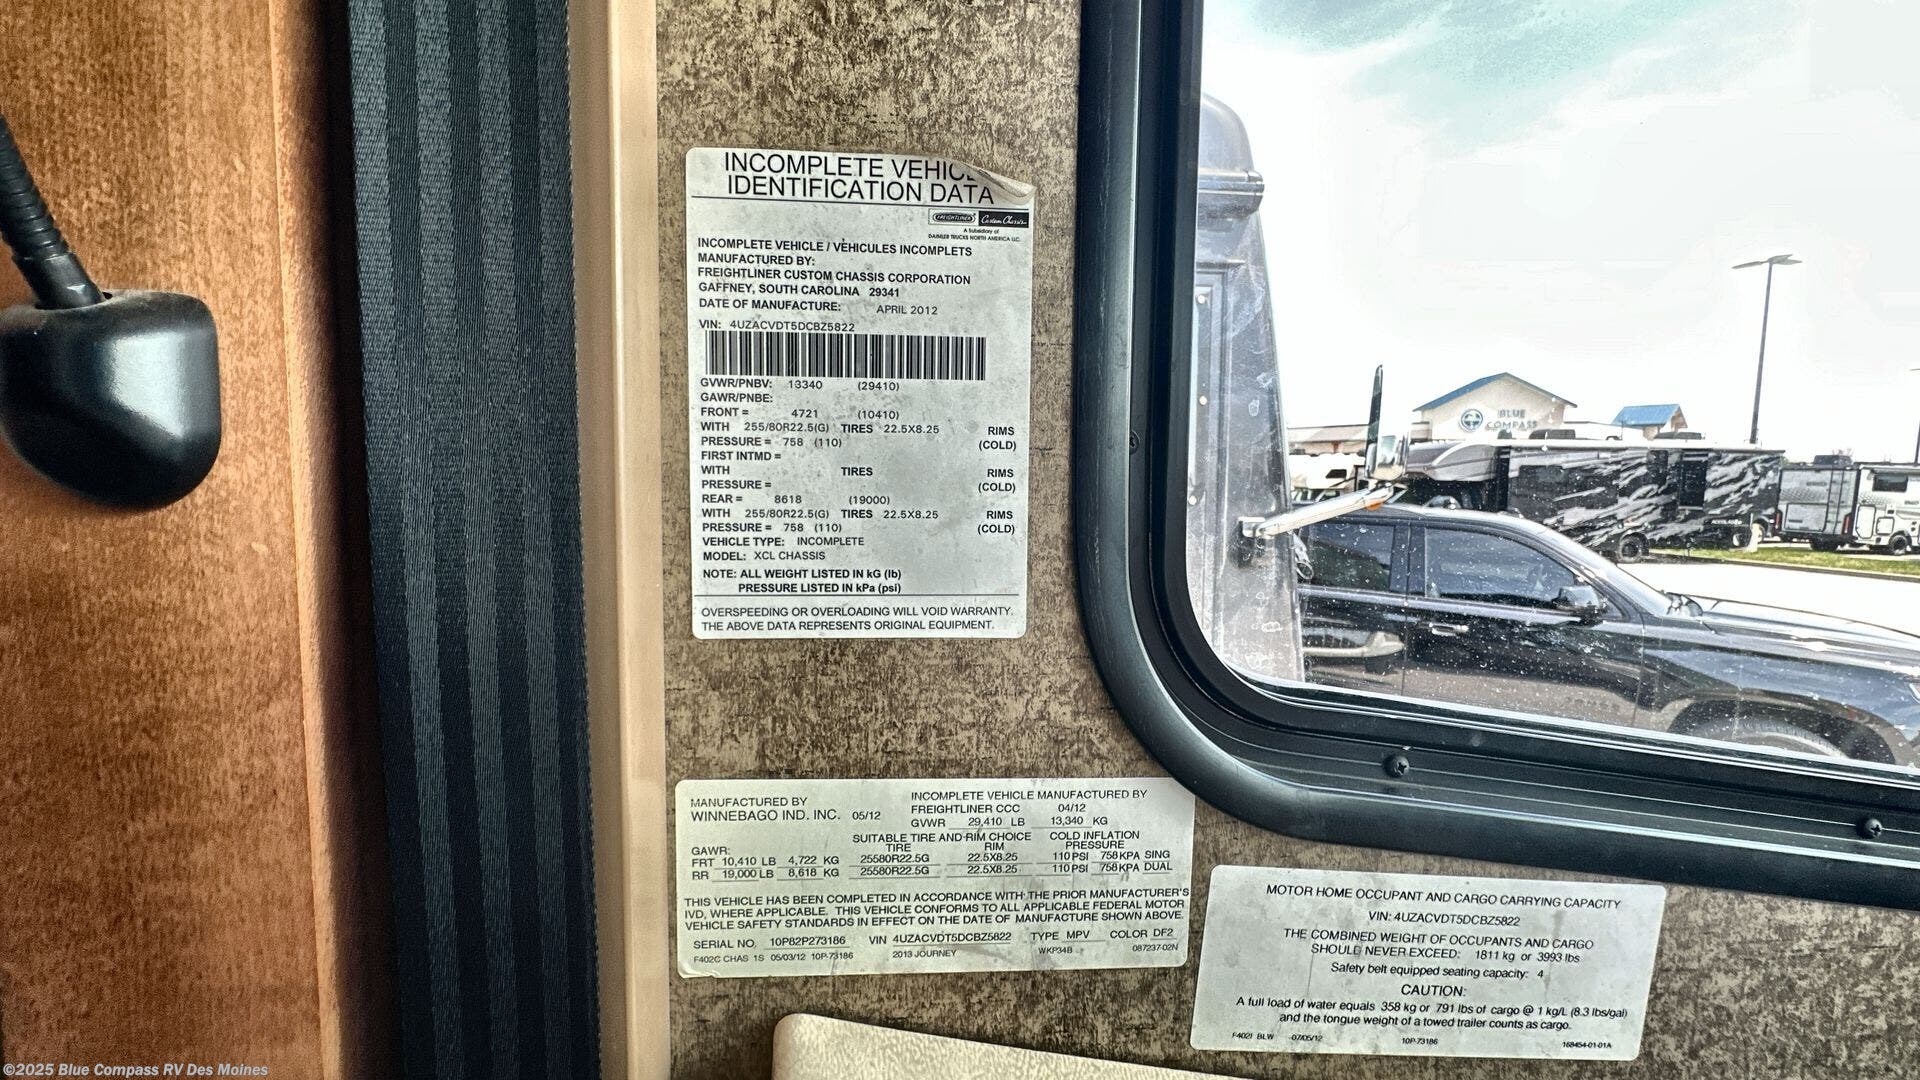 INCOMPLETE VEHIC
IDENTIFICATION DATA
FREIGHTLINER Custom Chassis
A Subsidiary of
DAIMLER TRUCKS NORTH AMERICA LLC.
INCOMPLETE VEHICLE / VÉHICULES INCOMPLETS
MANUFACTURED BY:
FREIGHTLINER CUSTOM CHASSIS CORPORATION
GAFFNEY, SOUTH CAROLINA 29341
DATE OF MANUFACTURE: APRIL 2012
VIN: 4UZACVDT5DCBZ5822
GVWR/PNBV: 13340 (29410)
GAWR/PNBE:
FRONT = 4721 (10410)
WITH 255/80R22.5(G) TIRES 22.5X8.25 RIMS
PRESSURE = 758 (110) (COLD)
FIRST INTMD =
WITH TIRES RIMS
PRESSURE = (COLD)
REAR = 8618 (19000)
WITH 255/80R22.5(G) TIRES 22.5X8.25 RIMS
PRESSURE = 758 (110) (COLD)
VEHICLE TYPE: INCOMPLETE
MODEL: XCL CHASSIS
NOTE: ALL WEIGHT LISTED IN kG (lb)
PRESSURE LISTED IN kPa (psi)
OVERSPEEDING OR OVERLOADING WILL VOID WARRANTY.
THE ABOVE DATA REPRESENTS ORIGINAL EQUIPMENT.
BLUE
COMPASS
MANUFACTURED BY
WINNEBAGO IND. INC. 05/12
INCOMPLETE VEHICLE MANUFACTURED BY
FREIGHTLINER CCC 04/12
GVWR 29,410 LB 13,340 KG
SUITABLE TIRE AND RIM CHOICE COLD INFLATION
GAWR: TIRE RIM PRESSURE
FRT 10,410 LB 4,722 KG 25580R22.5G 22.5X8.25 110 PSI 758 KPA SING
RR 19,000 LB 8,618 KG 25580R22.5G 22.5X8.25 110 PSI 758 KPA DUAL
THIS VEHICLE HAS BEEN COMPLETED IN ACCORDANCE WITH THE PRIOR MANUFACTURER'S
IVD, WHERE APPLICABLE. THIS VEHICLE CONFORMS TO ALL APPLICABLE FEDERAL MOTOR
VEHICLE SAFETY STANDARDS IN EFFECT ON THE DATE OF MANUFACTURE SHOWN ABOVE.
SERIAL NO. 10P82P273186 VIN 4UZACVDT5DCBZ5822 TYPE MPV COLOR DF2
F402C CHAS 1S 05/03/12 10P-73186 2013 JOURNEY WKP34B 087237-02N
MOTOR HOME OCCUPANT AND CARGO CARRYING CAPACITY
VIN: 4UZACVDT5DCBZ5822
THE COMBINED WEIGHT OF OCCUPANTS AND CARGO
SHOULD NEVER EXCEED: 1811 kg or 3993 lbs
Safety belt equipped seating capacity: 4
CAUTION:
A full load of water equals 358 kg or 791 lbs of cargo @ 1 kg/L (8.3 lbs/gal)
and the tongue weight of a towed trailer counts as cargo.
F402I BLW 07/05/12 10P-73186 168454-01-01A
©2025 Blue Compass RV Des Moines